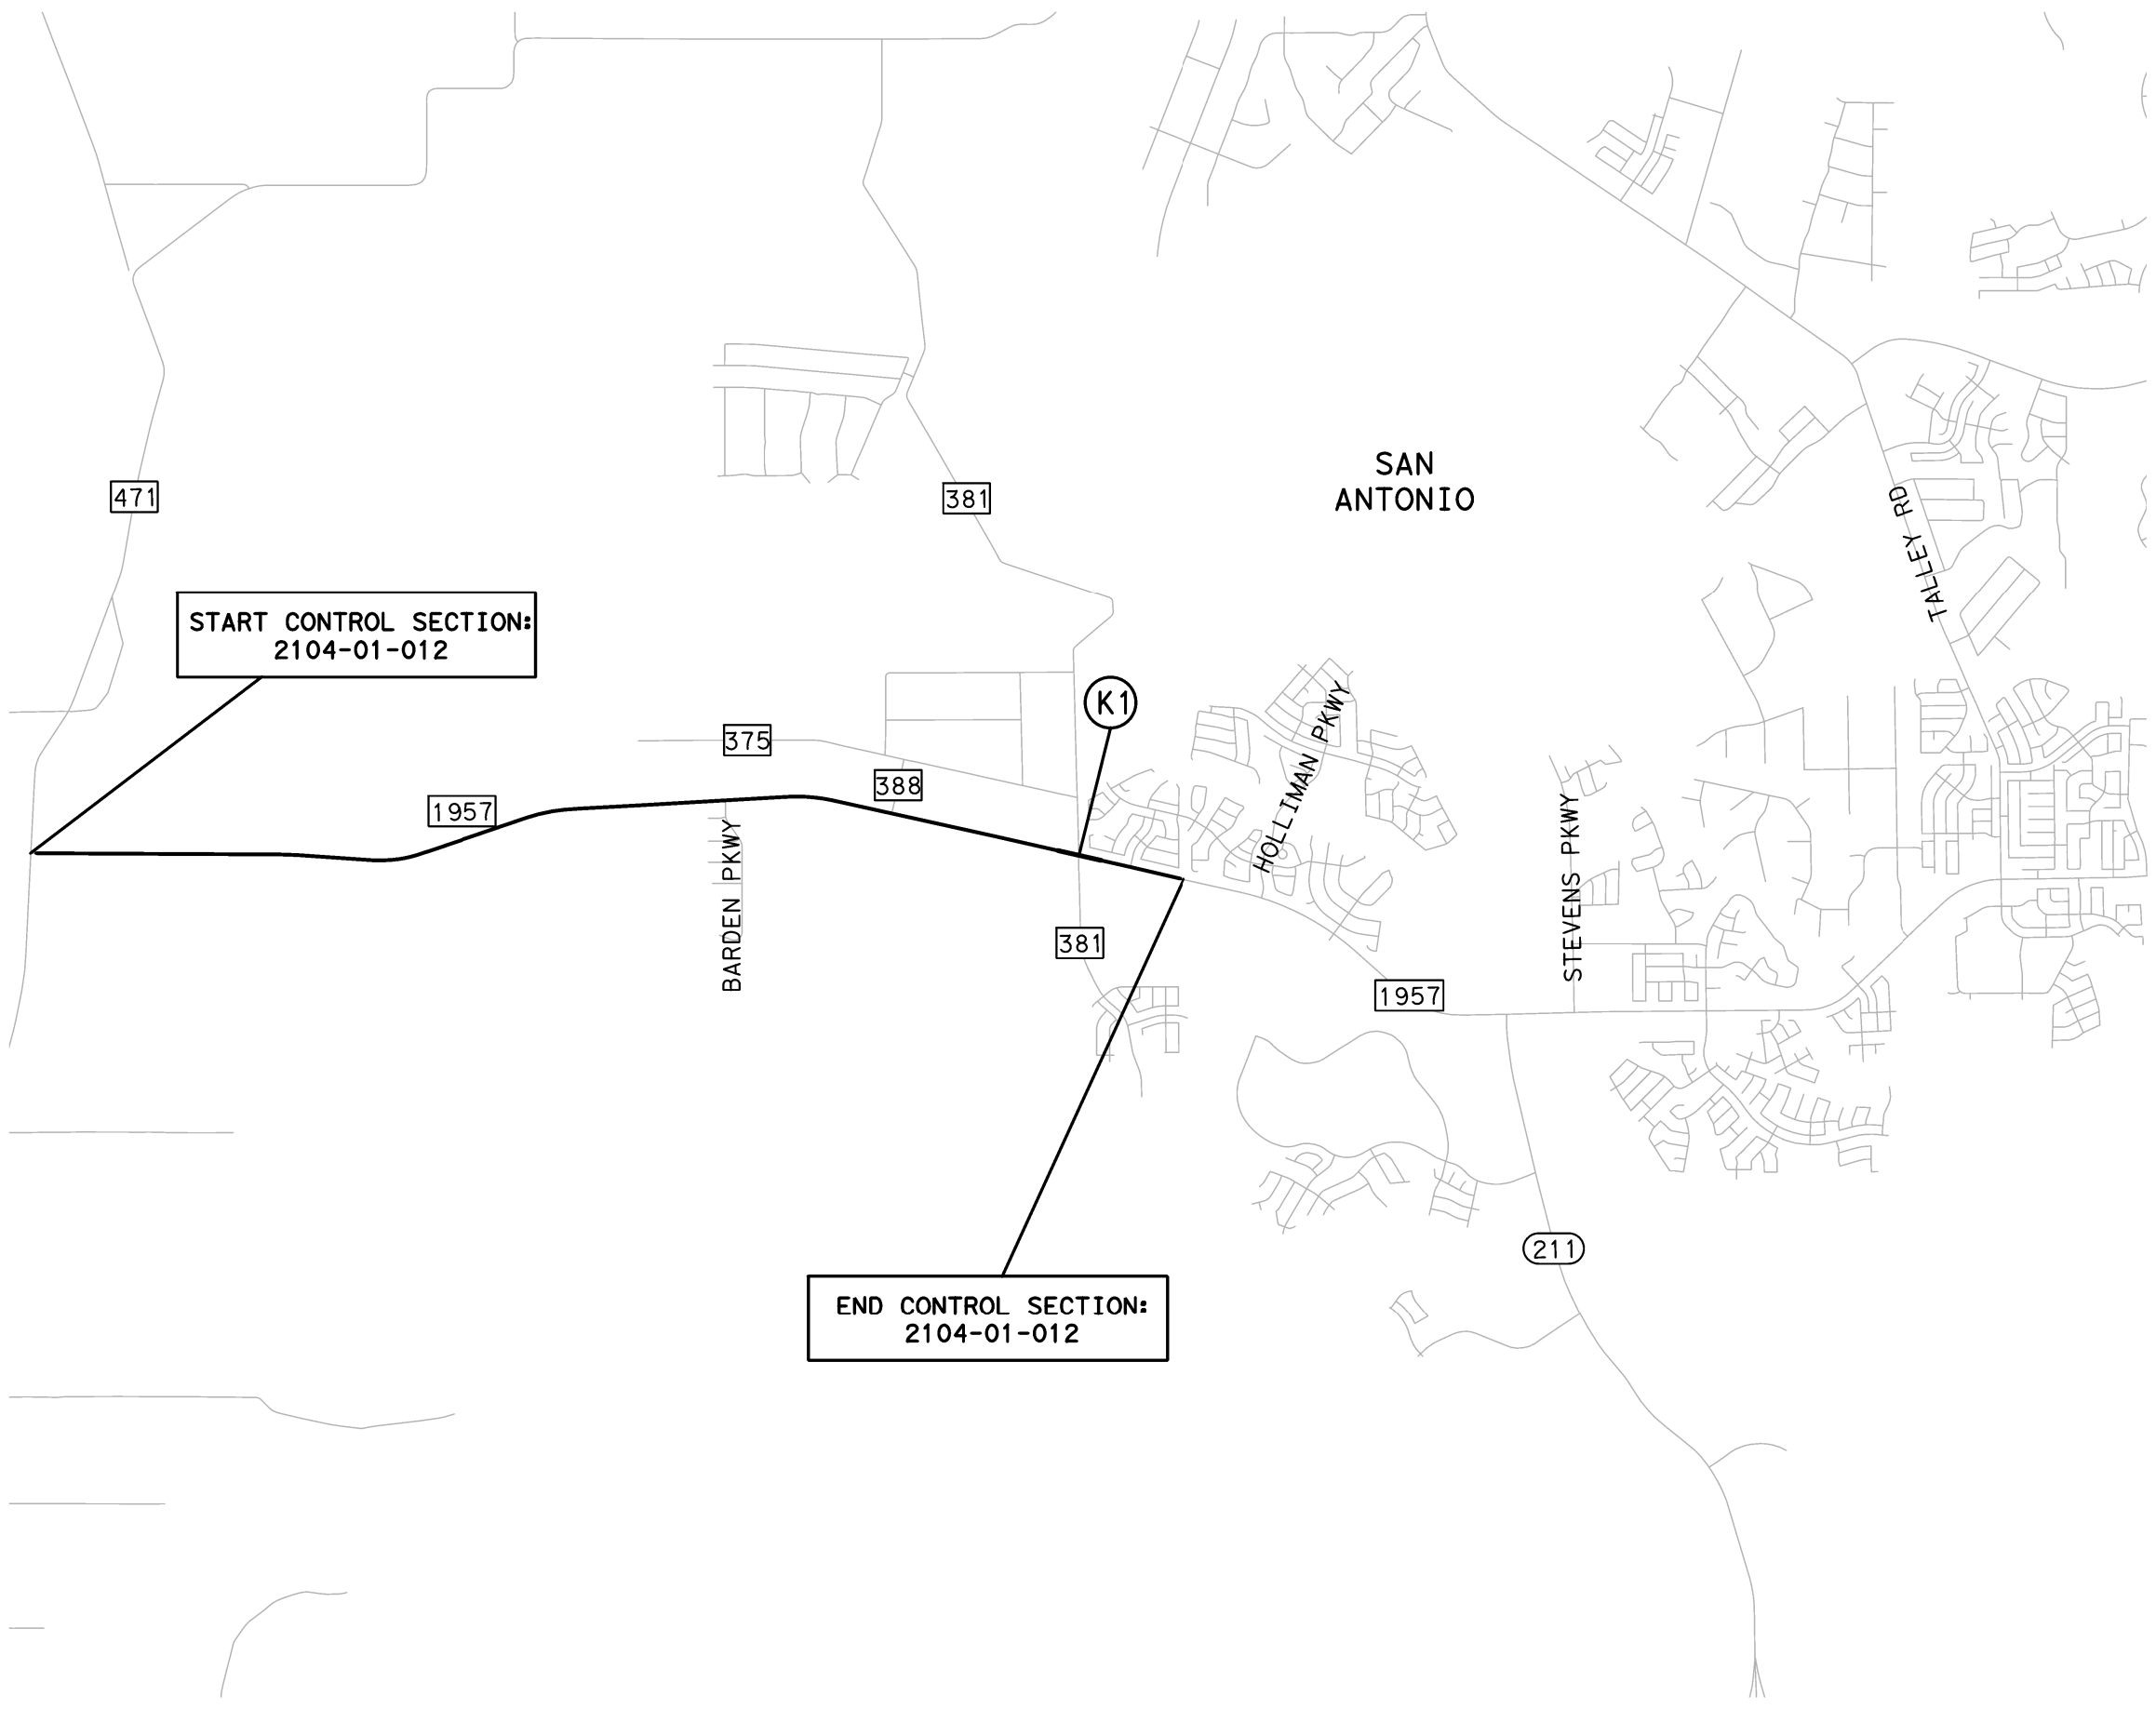 SAN
ANTONIO
471
381
TALLEY RD
START CONTROL SECTION:
2104-01-012
K1
HOLLIMAN PKWY
375
388
1957
BARDEN PKWY
STEVENS PKWY
381
1957
211
END CONTROL SECTION:
2104-01-012